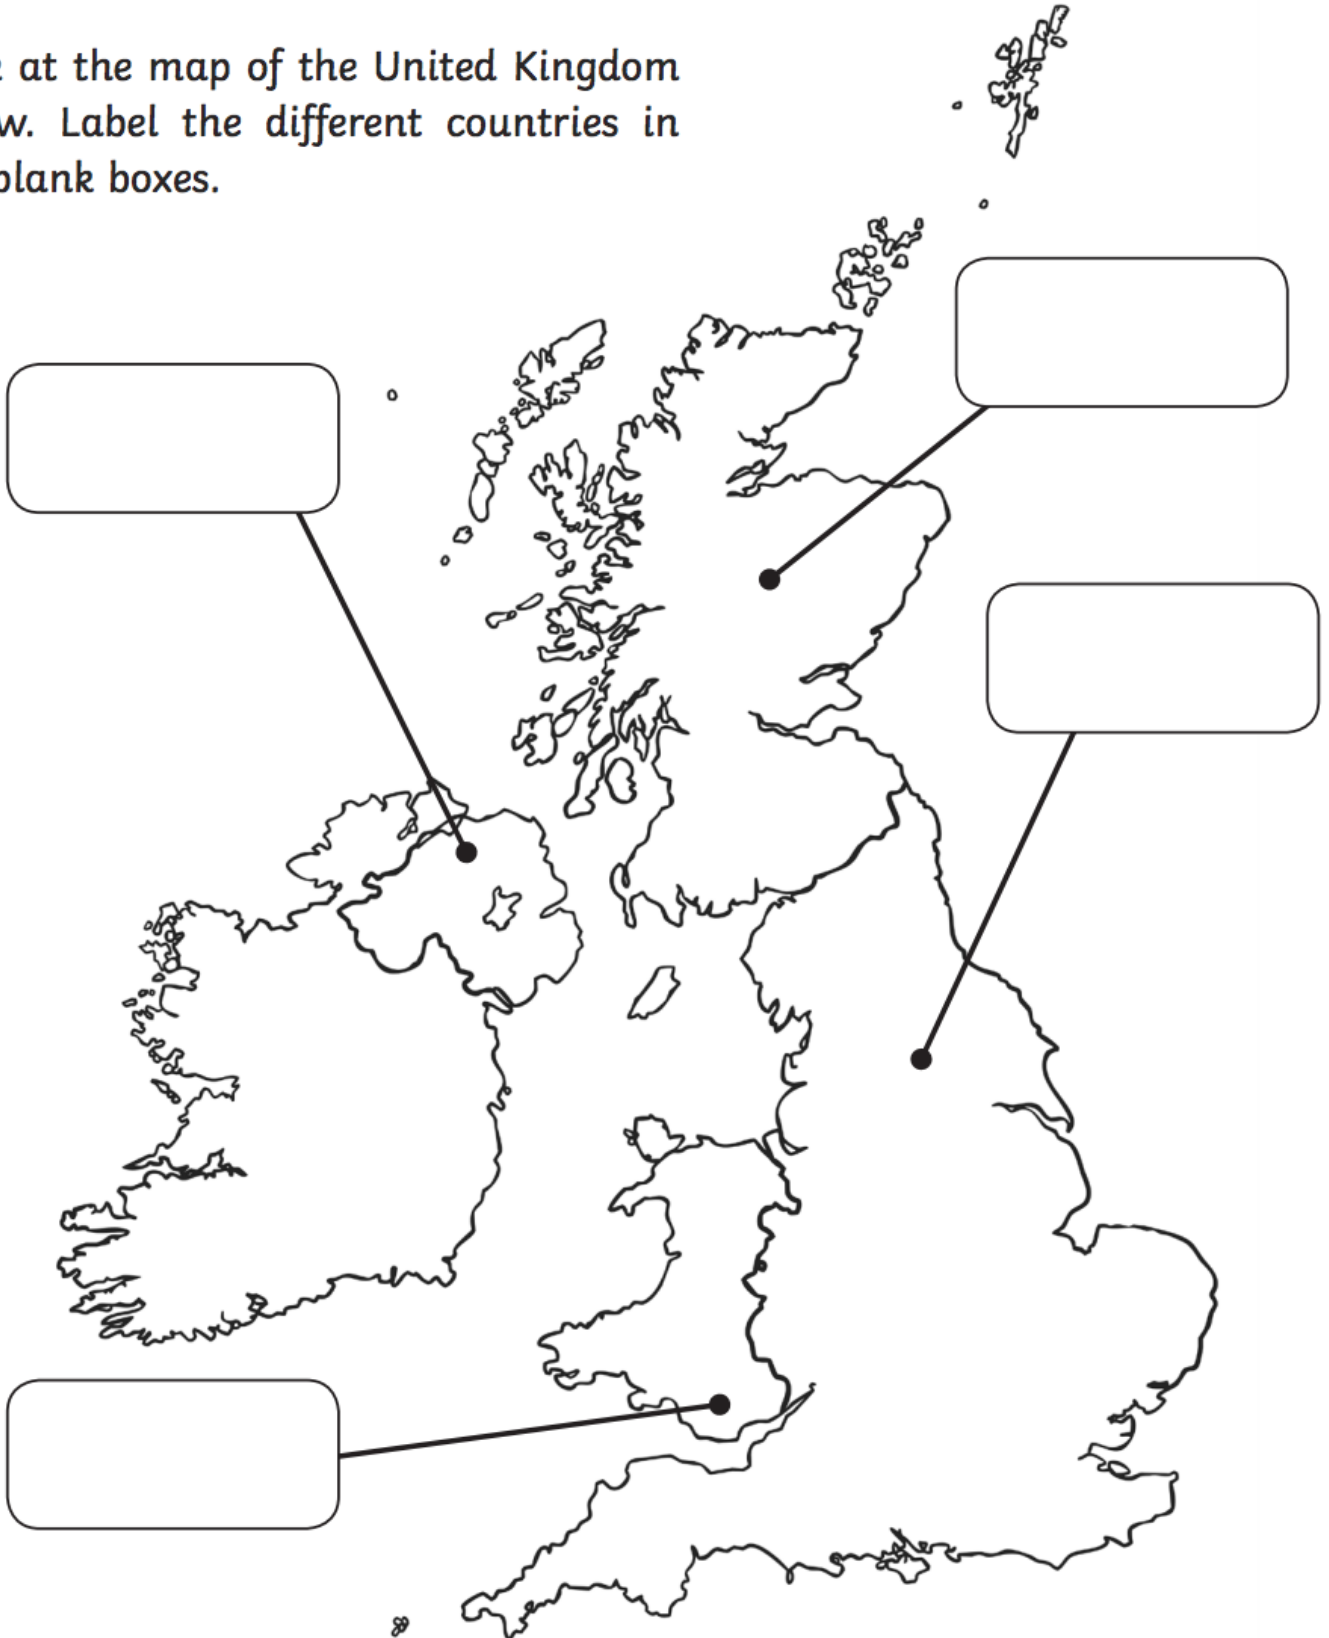 at the map of the United Kingdom
w. Label the different countries in
blank boxes.